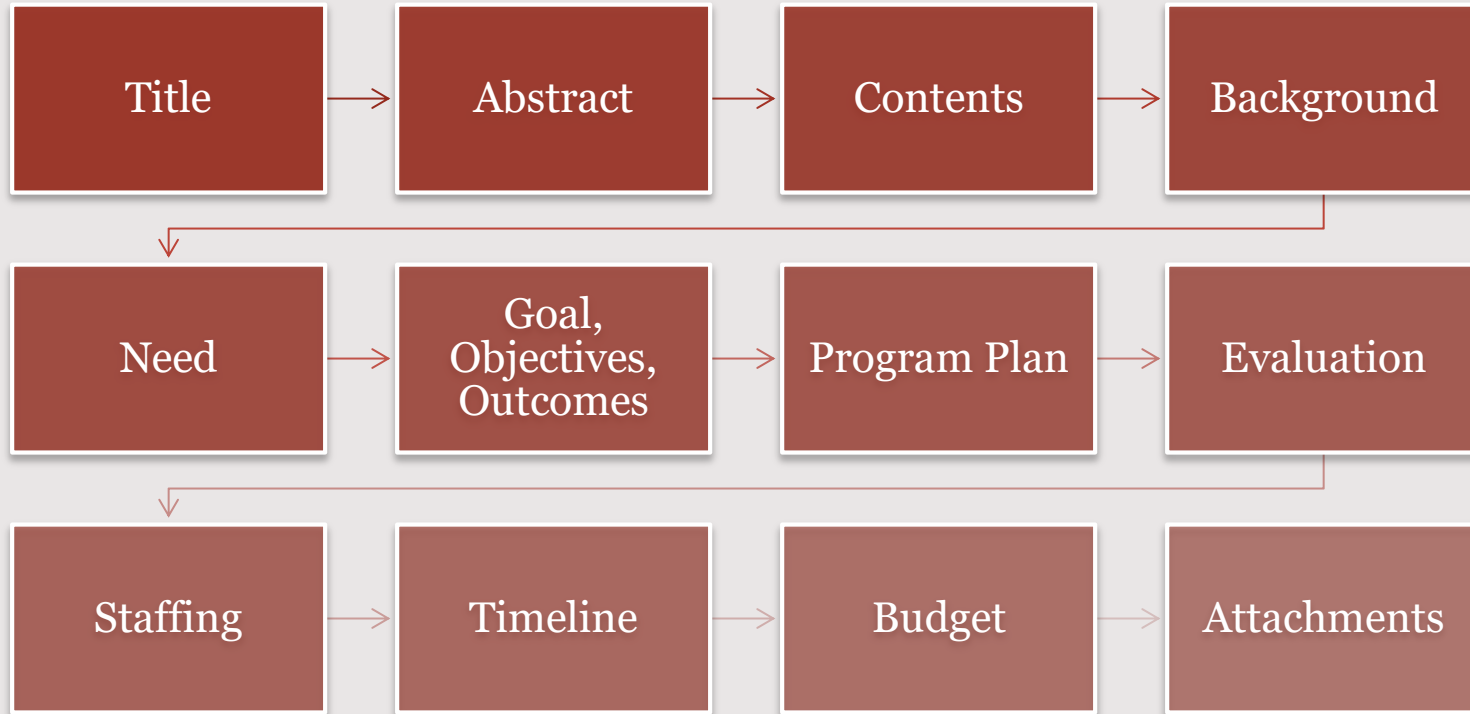 Title
Abstract
Contents
Background
Need
Goal,
Objectives,
Outcomes
Program Plan
Evaluation
Staffing
Timeline
Budget
Attachments